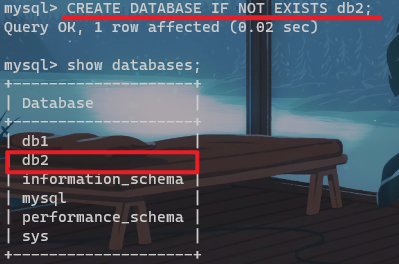 mysql> CREATE DATABASE IF NOT EXISTS db2;
Query OK, 1 row affected (0.02 sec)
mysql> show databases;
+--------------------+
| Database           |
+--------------------+
| db1                |
| db2                |
| information_schema |
| mysql              |
| performance_schema |
| sys                |
+--------------------+